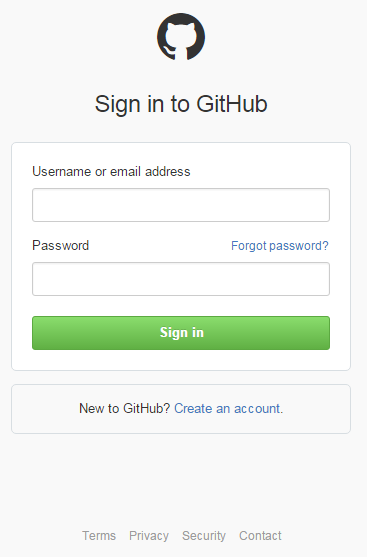 Sign in to GitHub
Username or email address
Password Forgot password?
Sign in
New to GitHub? Create an account.
Terms Privacy Security Contact